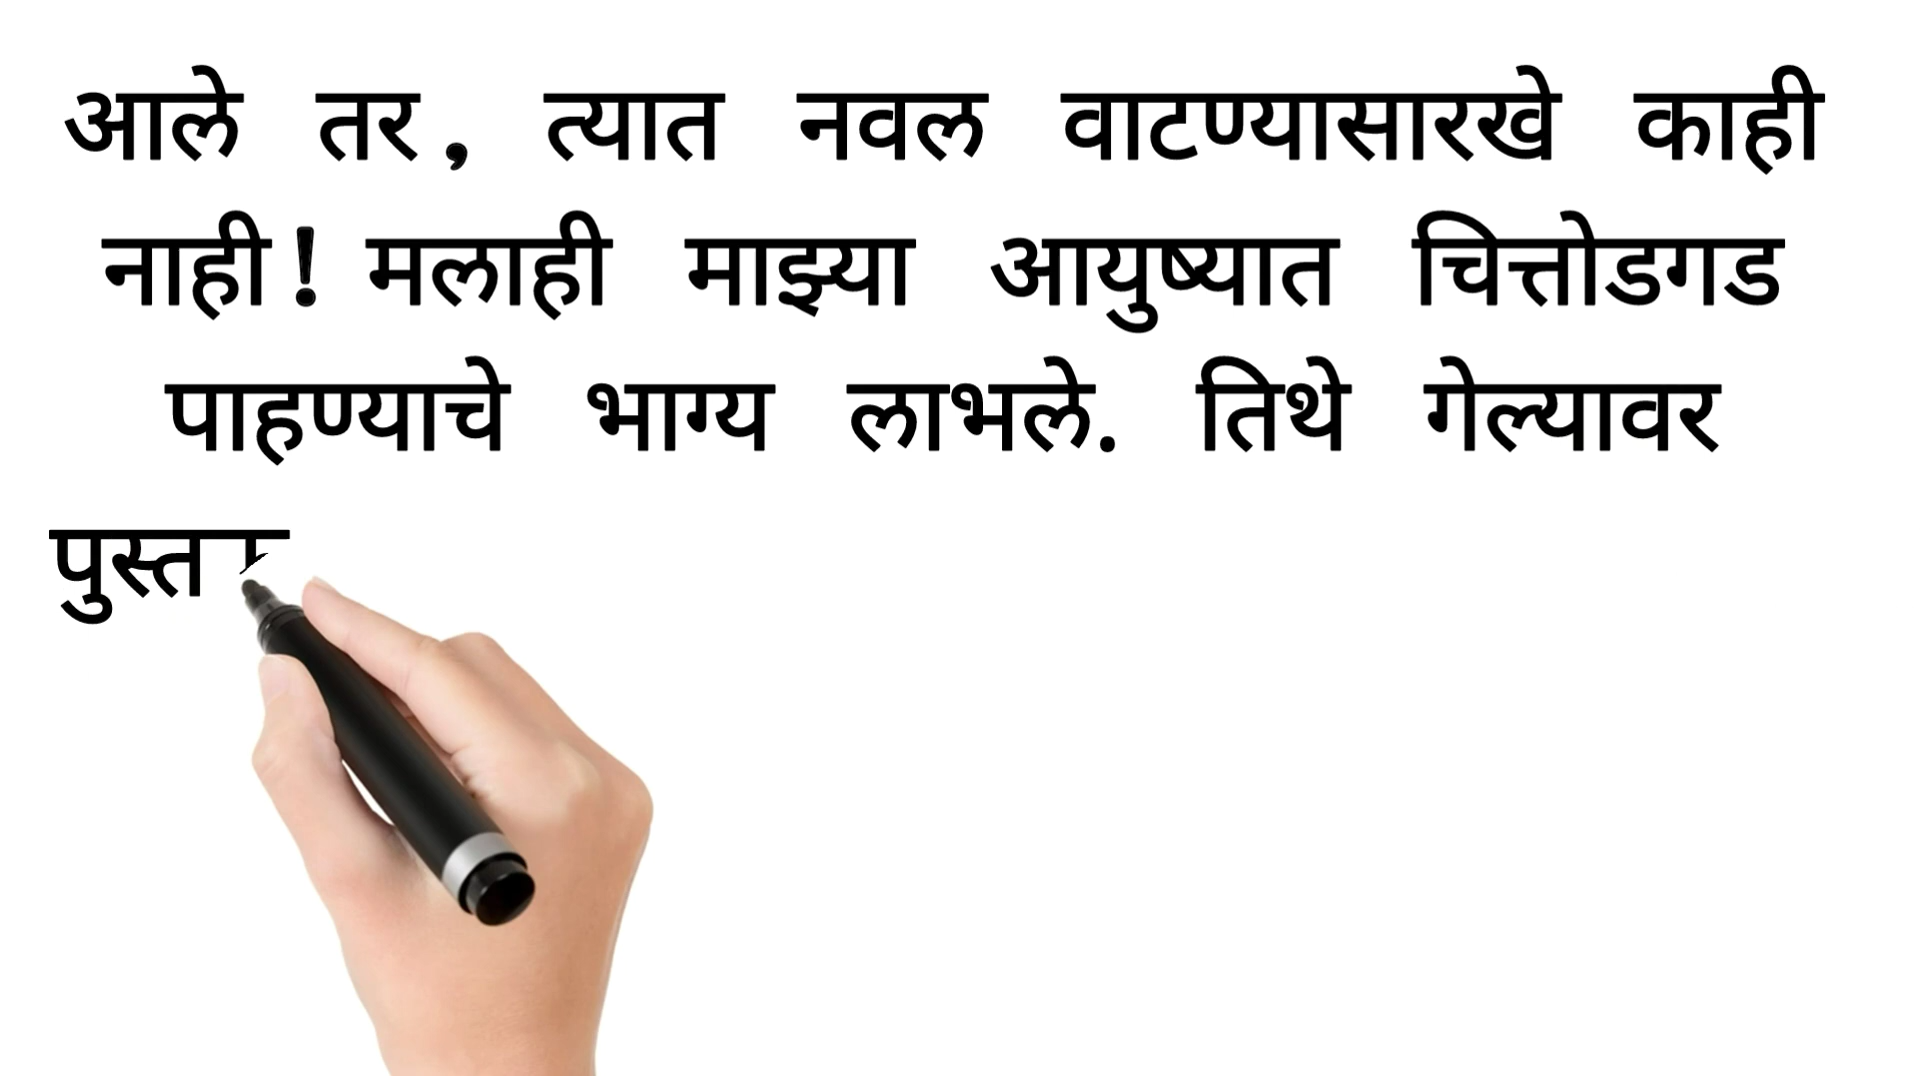 आले तर, त्यात नवल वाटण्यासारखे काही
नाही! मलाही माझ्या आयुष्यात चित्तोडगड
पाहण्याचे भाग्य लाभले. तिथे गेल्यावर